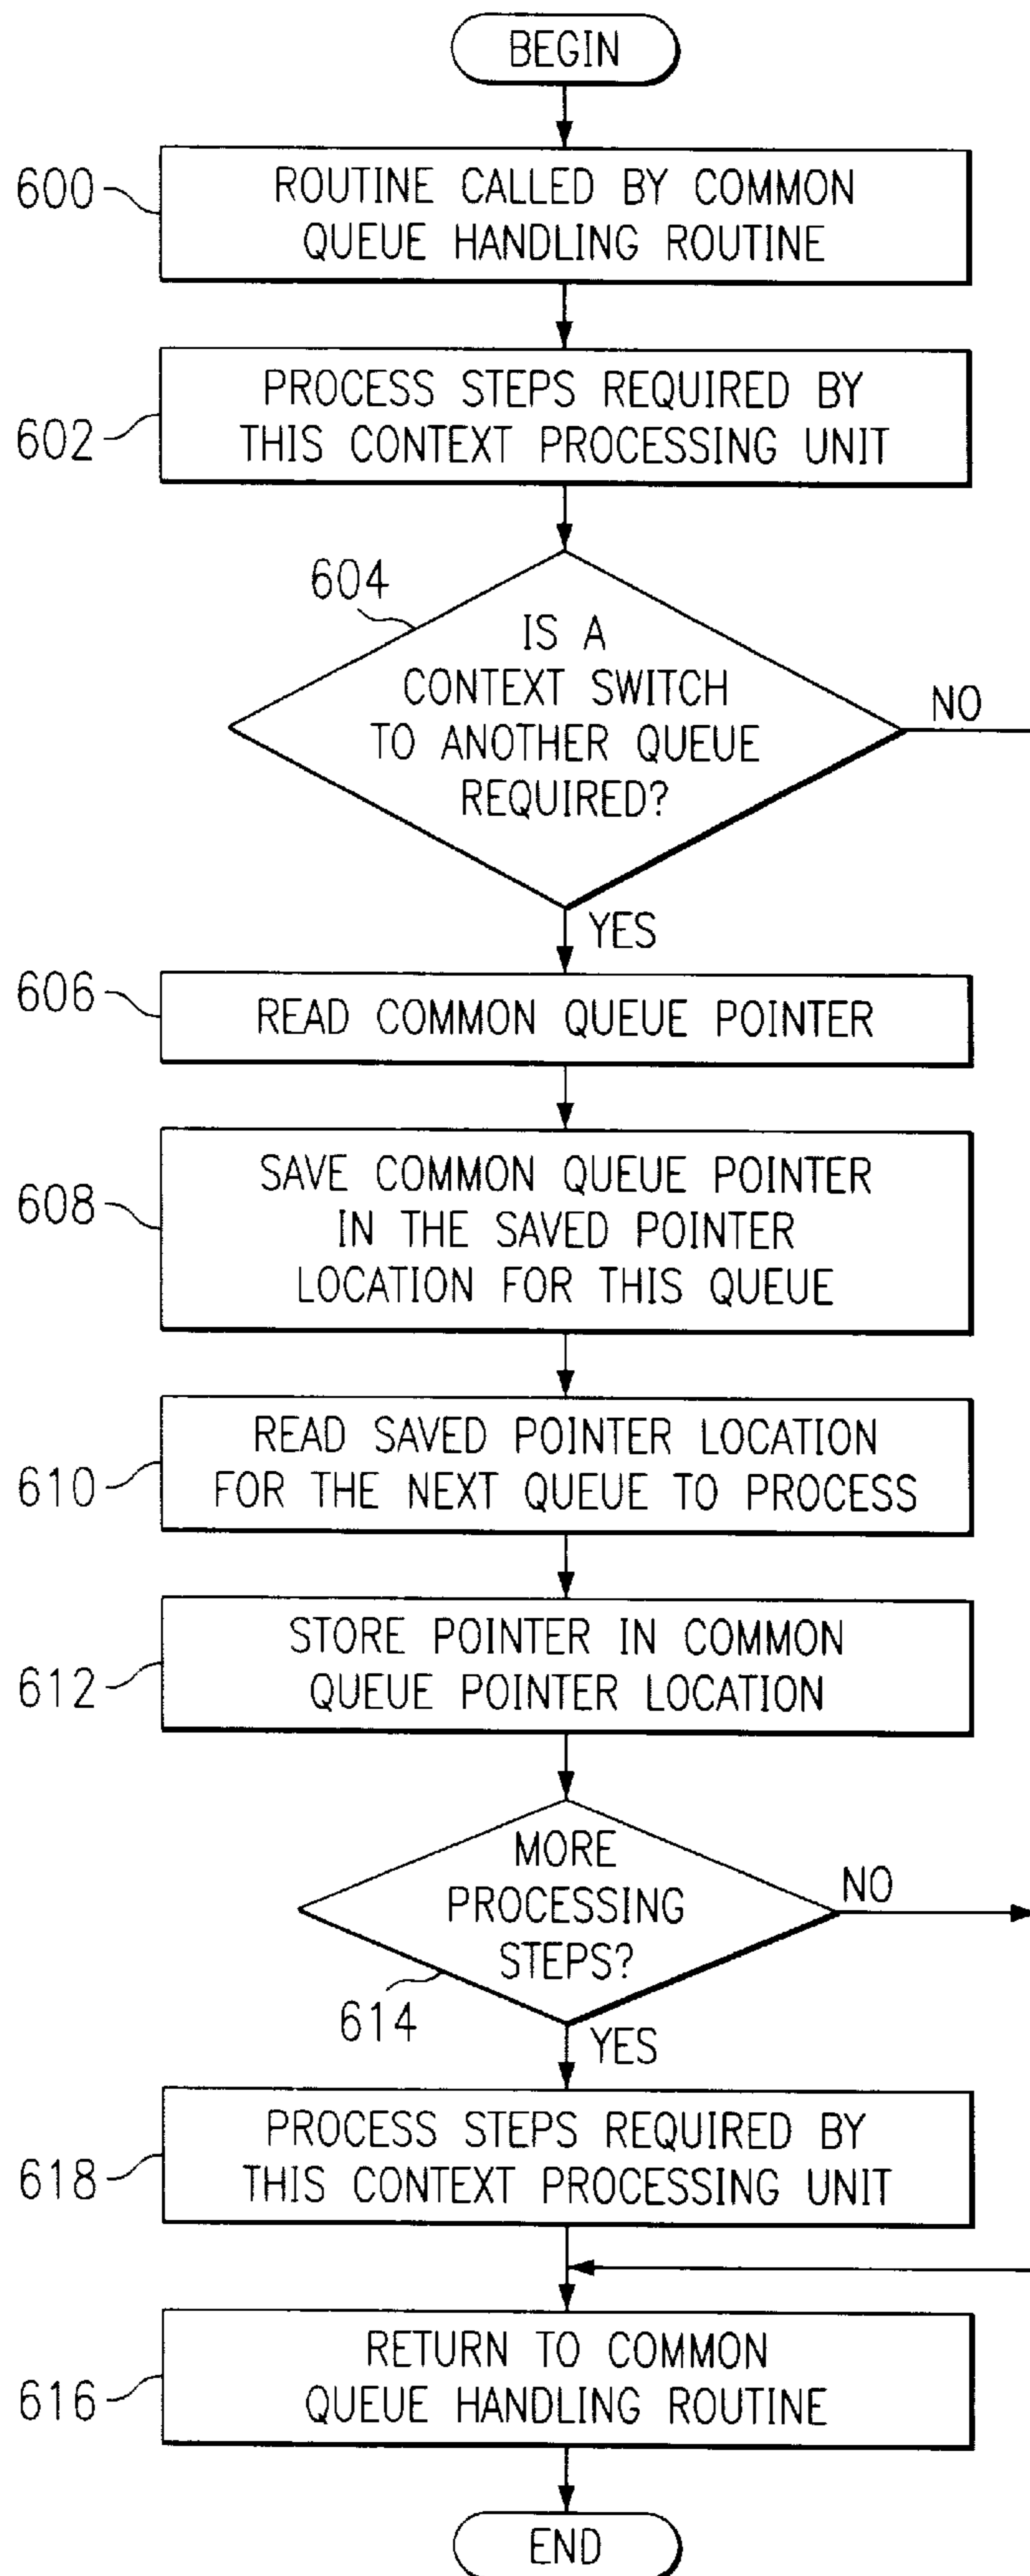 BEGIN
600
ROUTINE CALLED BY COMMON
QUEUE HANDLING ROUTINE
602
PROCESS STEPS REQUIRED BY
THIS CONTEXT PROCESSING UNIT
604
IS A
CONTEXT SWITCH
TO ANOTHER QUEUE
REQUIRED?
NO
YES
606
READ COMMON QUEUE POINTER
608
SAVE COMMON QUEUE POINTER
IN THE SAVED POINTER
LOCATION FOR THIS QUEUE
610
READ SAVED POINTER LOCATION
FOR THE NEXT QUEUE TO PROCESS
612
STORE POINTER IN COMMON
QUEUE POINTER LOCATION
MORE
PROCESSING
STEPS?
NO
614
YES
618
PROCESS STEPS REQUIRED BY
THIS CONTEXT PROCESSING UNIT
616
RETURN TO COMMON
QUEUE HANDLING ROUTINE
END